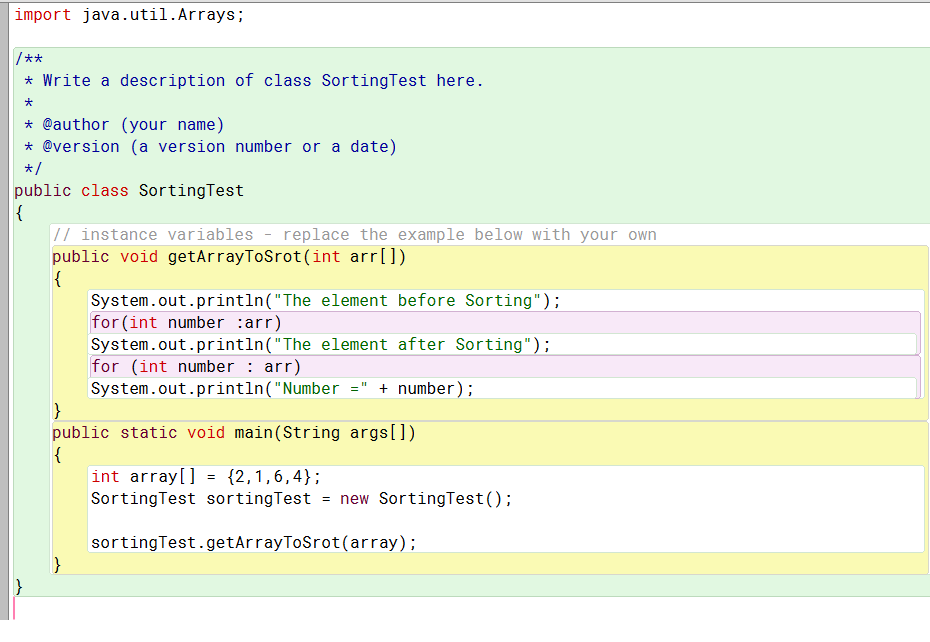 import java.util.Arrays;
/**
 * Write a description of class SortingTest here.
 *
 * @author (your name)
 * @version (a version number or a date)
 */
public class SortingTest
{
    // instance variables - replace the example below with your own
    public void getArrayToSrot(int arr[])
    {
        System.out.println("The element before Sorting");
        for(int number :arr)
        System.out.println("The element after Sorting");
        for (int number : arr)
        System.out.println("Number =" + number);
    }
    public static void main(String args[])
    {
        int array[] = {2,1,6,4};
        SortingTest sortingTest = new SortingTest();
        sortingTest.getArrayToSrot(array);
    }
}